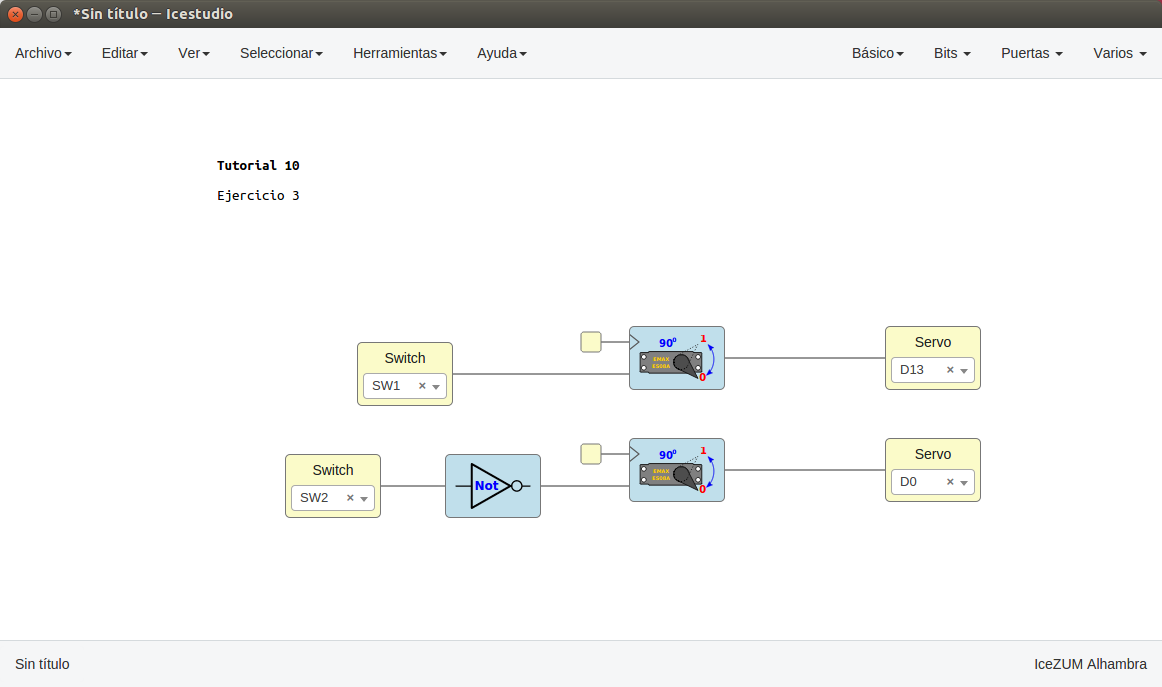 *Sin título — Icestudio
Archivo Editar Ver Seleccionar Herramientas Ayuda Básico Bits Puertas Varios
Tutorial 10
Ejercicio 3
Switch
SW1
90⁰
1
EMAX
ES08A
0
Servo
D13
Switch
SW2
Not
90⁰
1
EMAX
ES08A
0
Servo
D0
Sin título
IceZUM Alhambra